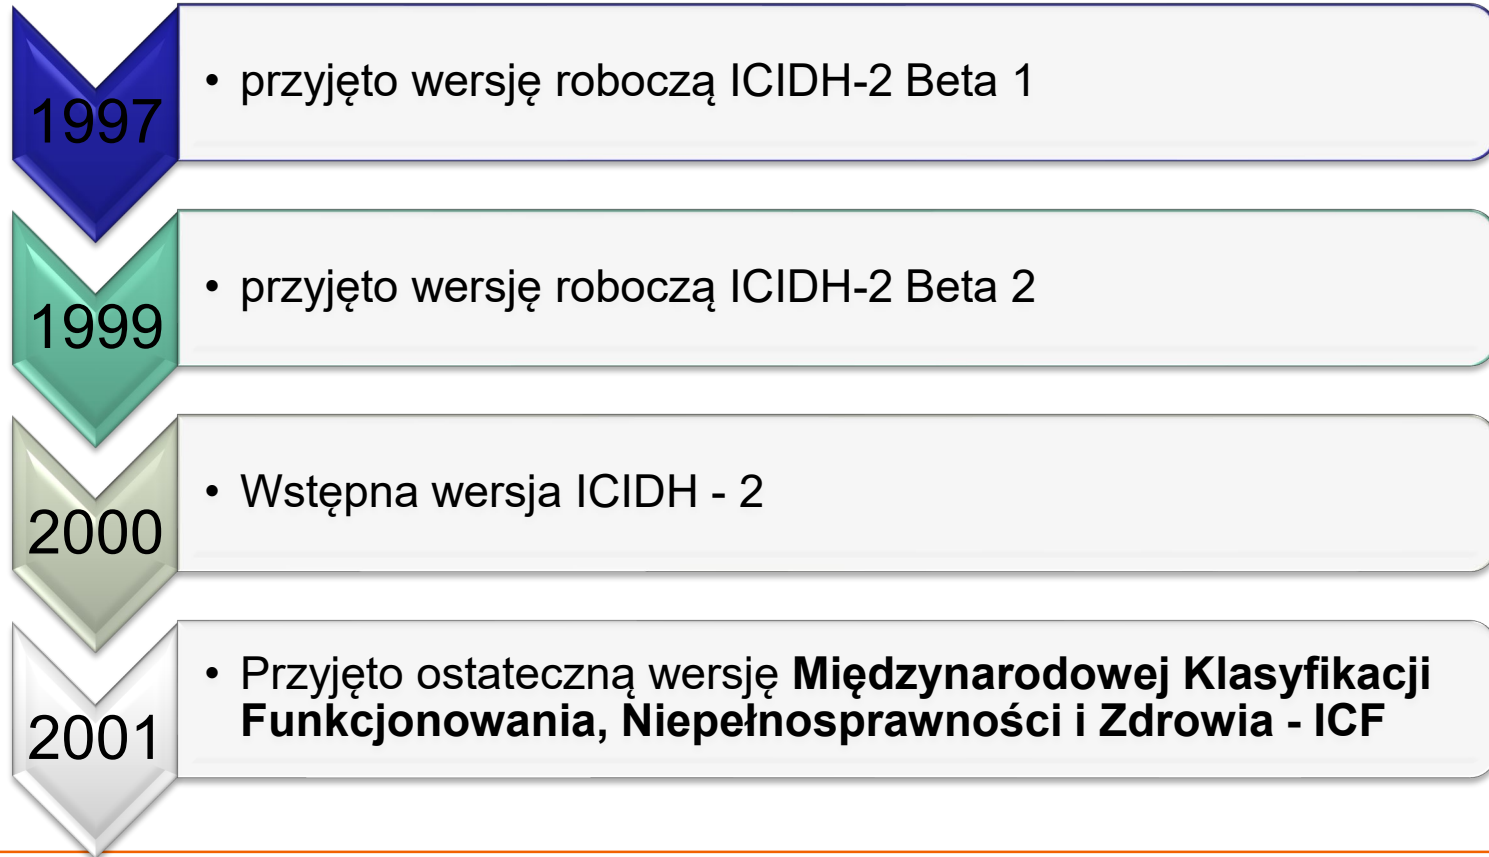 1997
• przyjęto wersję roboczą ICIDH-2 Beta 1
1999
• przyjęto wersję roboczą ICIDH-2 Beta 2
2000
• Wstępna wersja ICIDH - 2
2001
• Przyjęto ostateczną wersję Międzynarodowej Klasyfikacji
Funkcjonowania, Niepełnosprawności i Zdrowia - ICF